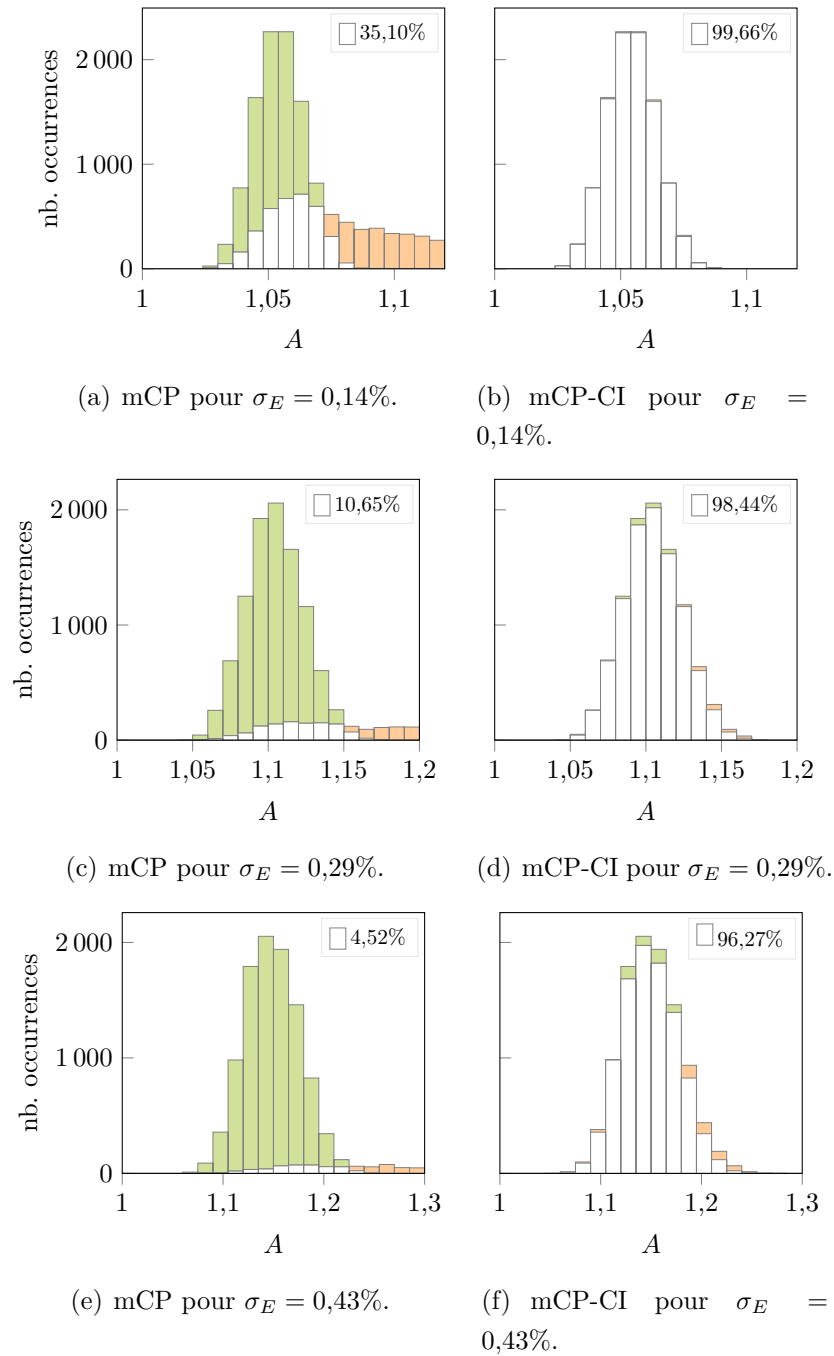 35,10%
2 000
1 000
0
nb. occurrences
1
1,05
1,1
A
(a) mCP pour σ_E = 0,14%.
99,66%
1
1,05
1,1
A
(b) mCP-CI pour σ_E =
0,14%.
10,65%
2 000
1 000
0
nb. occurrences
1
1,05
1,1
1,15
1,2
A
(c) mCP pour σ_E = 0,29%.
98,44%
1
1,05
1,1
1,15
1,2
A
(d) mCP-CI pour σ_E = 0,29%.
4,52%
2 000
1 000
0
nb. occurrences
1
1,1
1,2
1,3
A
(e) mCP pour σ_E = 0,43%.
96,27%
1
1,1
1,2
1,3
A
(f) mCP-CI pour σ_E =
0,43%.